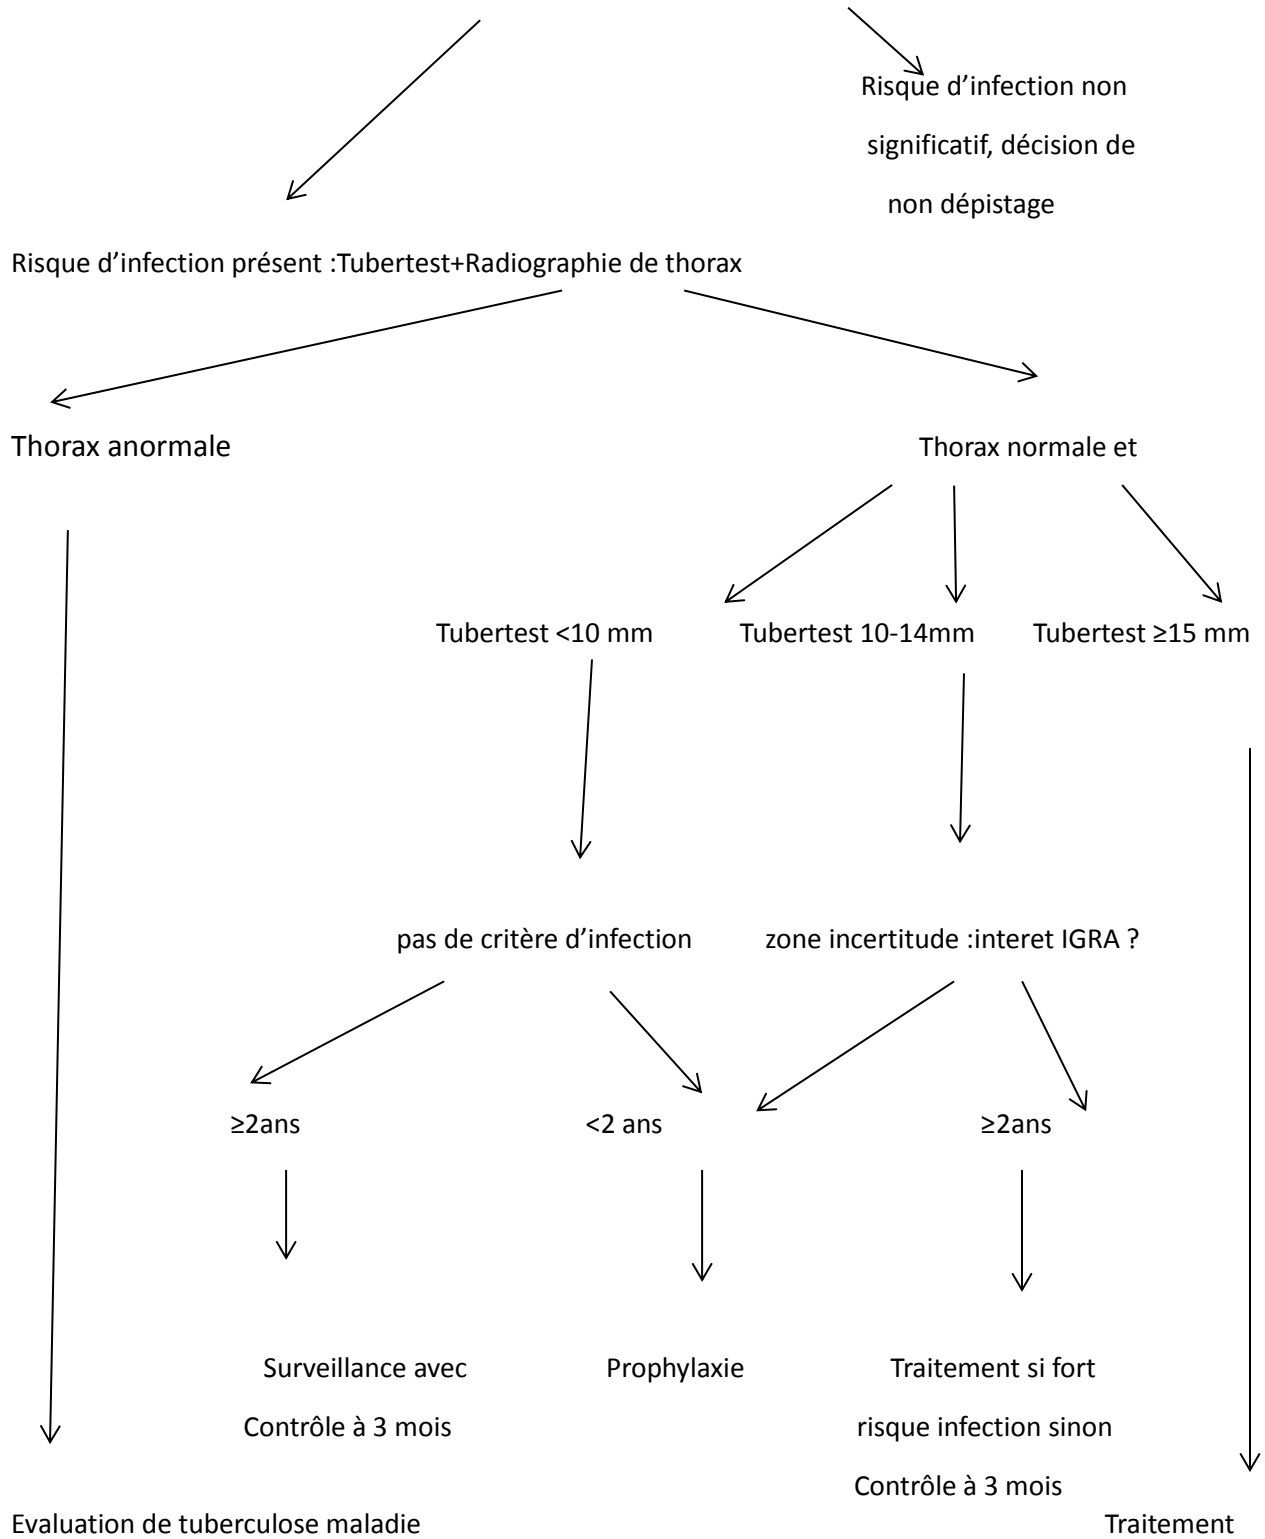 Risque d’infection non
significatif, décision de
non dépistage
Risque d’infection présent :Tubertest+Radiographie de thorax
Thorax anormale
Thorax normale et
Tubertest <10 mm
Tubertest 10-14mm
Tubertest ≥15 mm
pas de critère d’infection
zone incertitude :interet IGRA ?
≥2ans
<2 ans
≥2ans
Surveillance avec
Contrôle à 3 mois
Prophylaxie
Traitement si fort
risque infection sinon
Contrôle à 3 mois
Evaluation de tuberculose maladie
Traitement